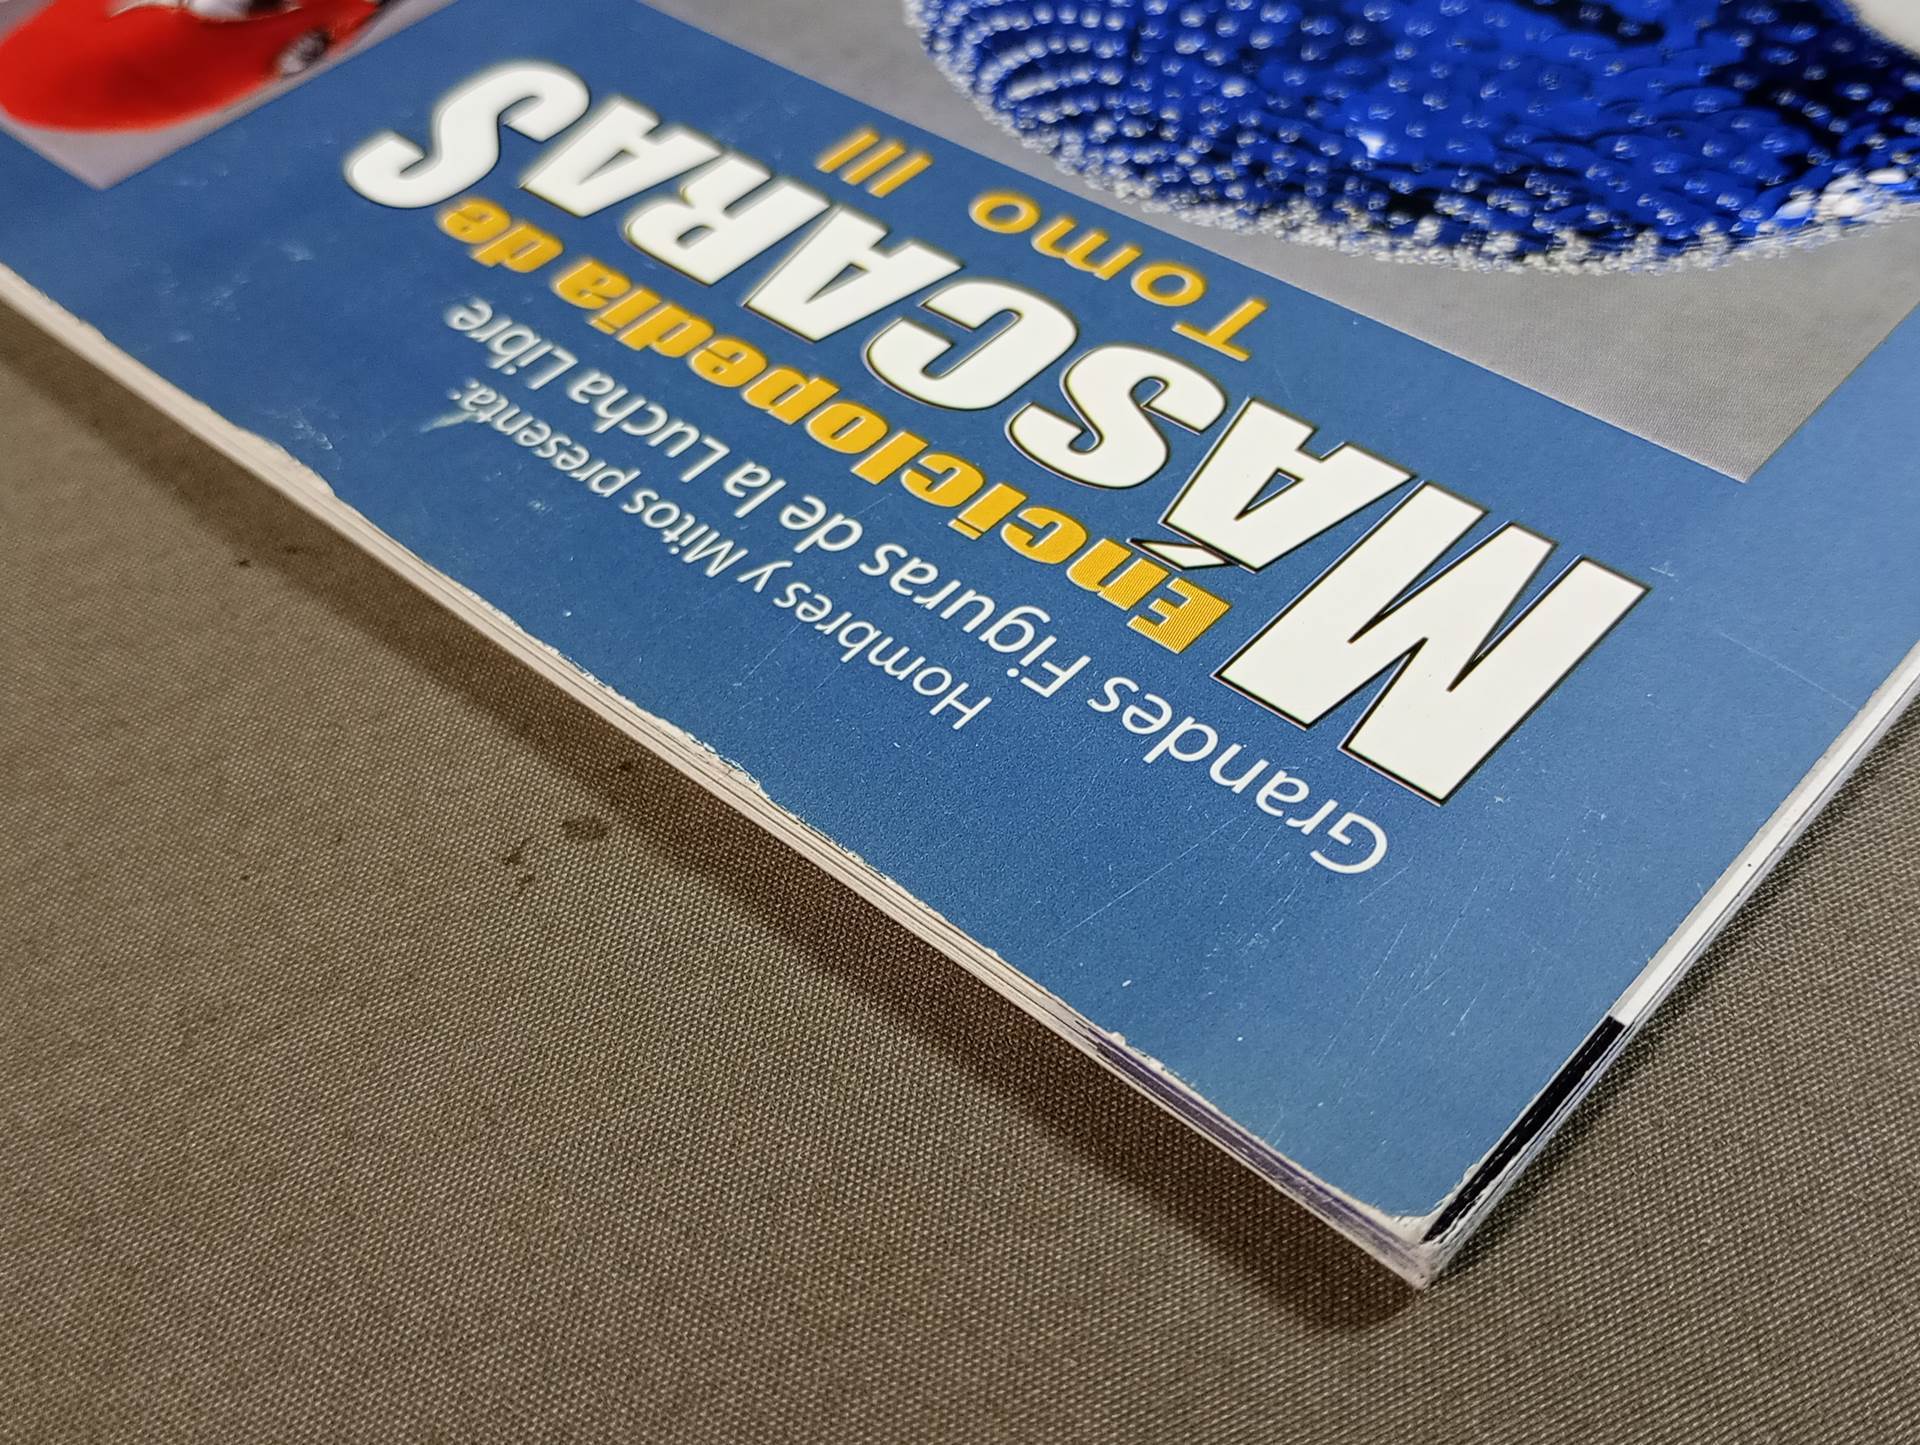 Hombres y Mitos presenta:
Grandes Figuras de la Lucha Libre
Enciclopedia de
MÁSCARAS
Tomo III